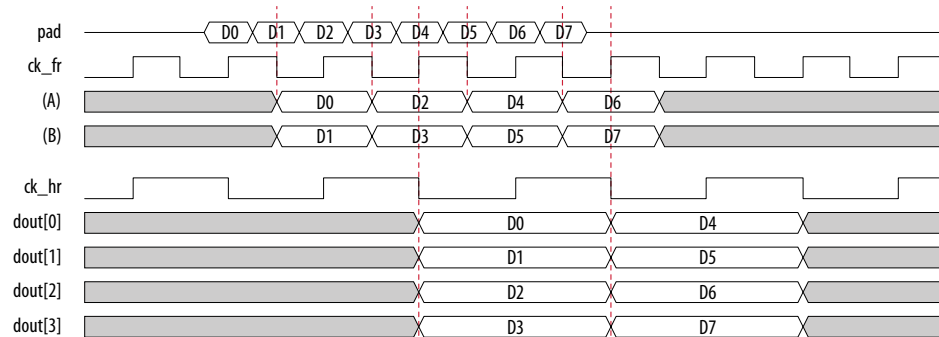 pad D0 D1 D2 D3 D4 D5 D6 D7
ck_fr
(A) D0 D2 D4 D6
(B) D1 D3 D5 D7
ck_hr
dout[0] D0 D4
dout[1] D1 D5
dout[2] D2 D6
dout[3] D3 D7